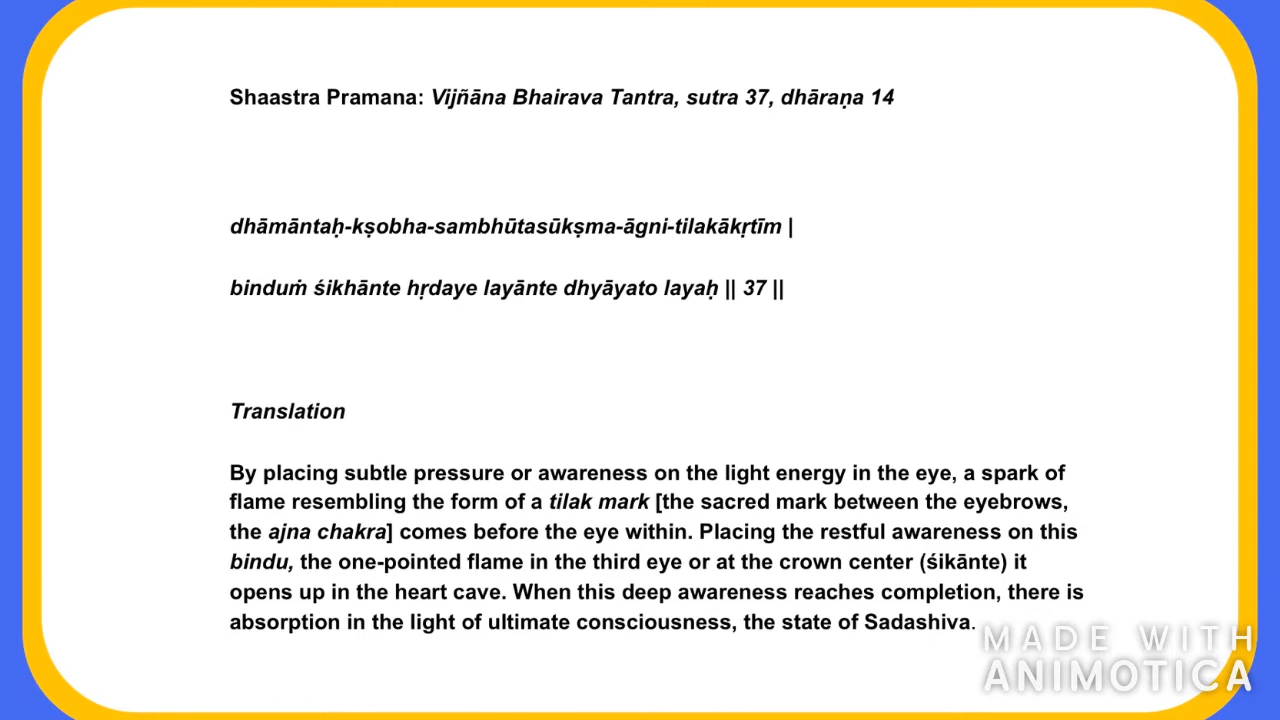 Shaastra Pramana: Vijñāna Bhairava Tantra, sutra 37, dhāraṇa 14
dhāmāntaḥ-kṣobha-sambhūtasūkṣma-āgni-tilakākṛtīm |
binduṁ śikhānte hṛdaye layānte dhyāyato layaḥ || 37 ||
Translation
By placing subtle pressure or awareness on the light energy in the eye, a spark of
flame resembling the form of a tilak mark [the sacred mark between the eyebrows,
the ajna chakra] comes before the eye within. Placing the restful awareness on this
bindu, the one-pointed flame in the third eye or at the crown center (śikānte) it
opens up in the heart cave. When this deep awareness reaches completion, there is
absorption in the light of ultimate consciousness, the state of Sadashiva.
MADE WITH
ANIMOTICA